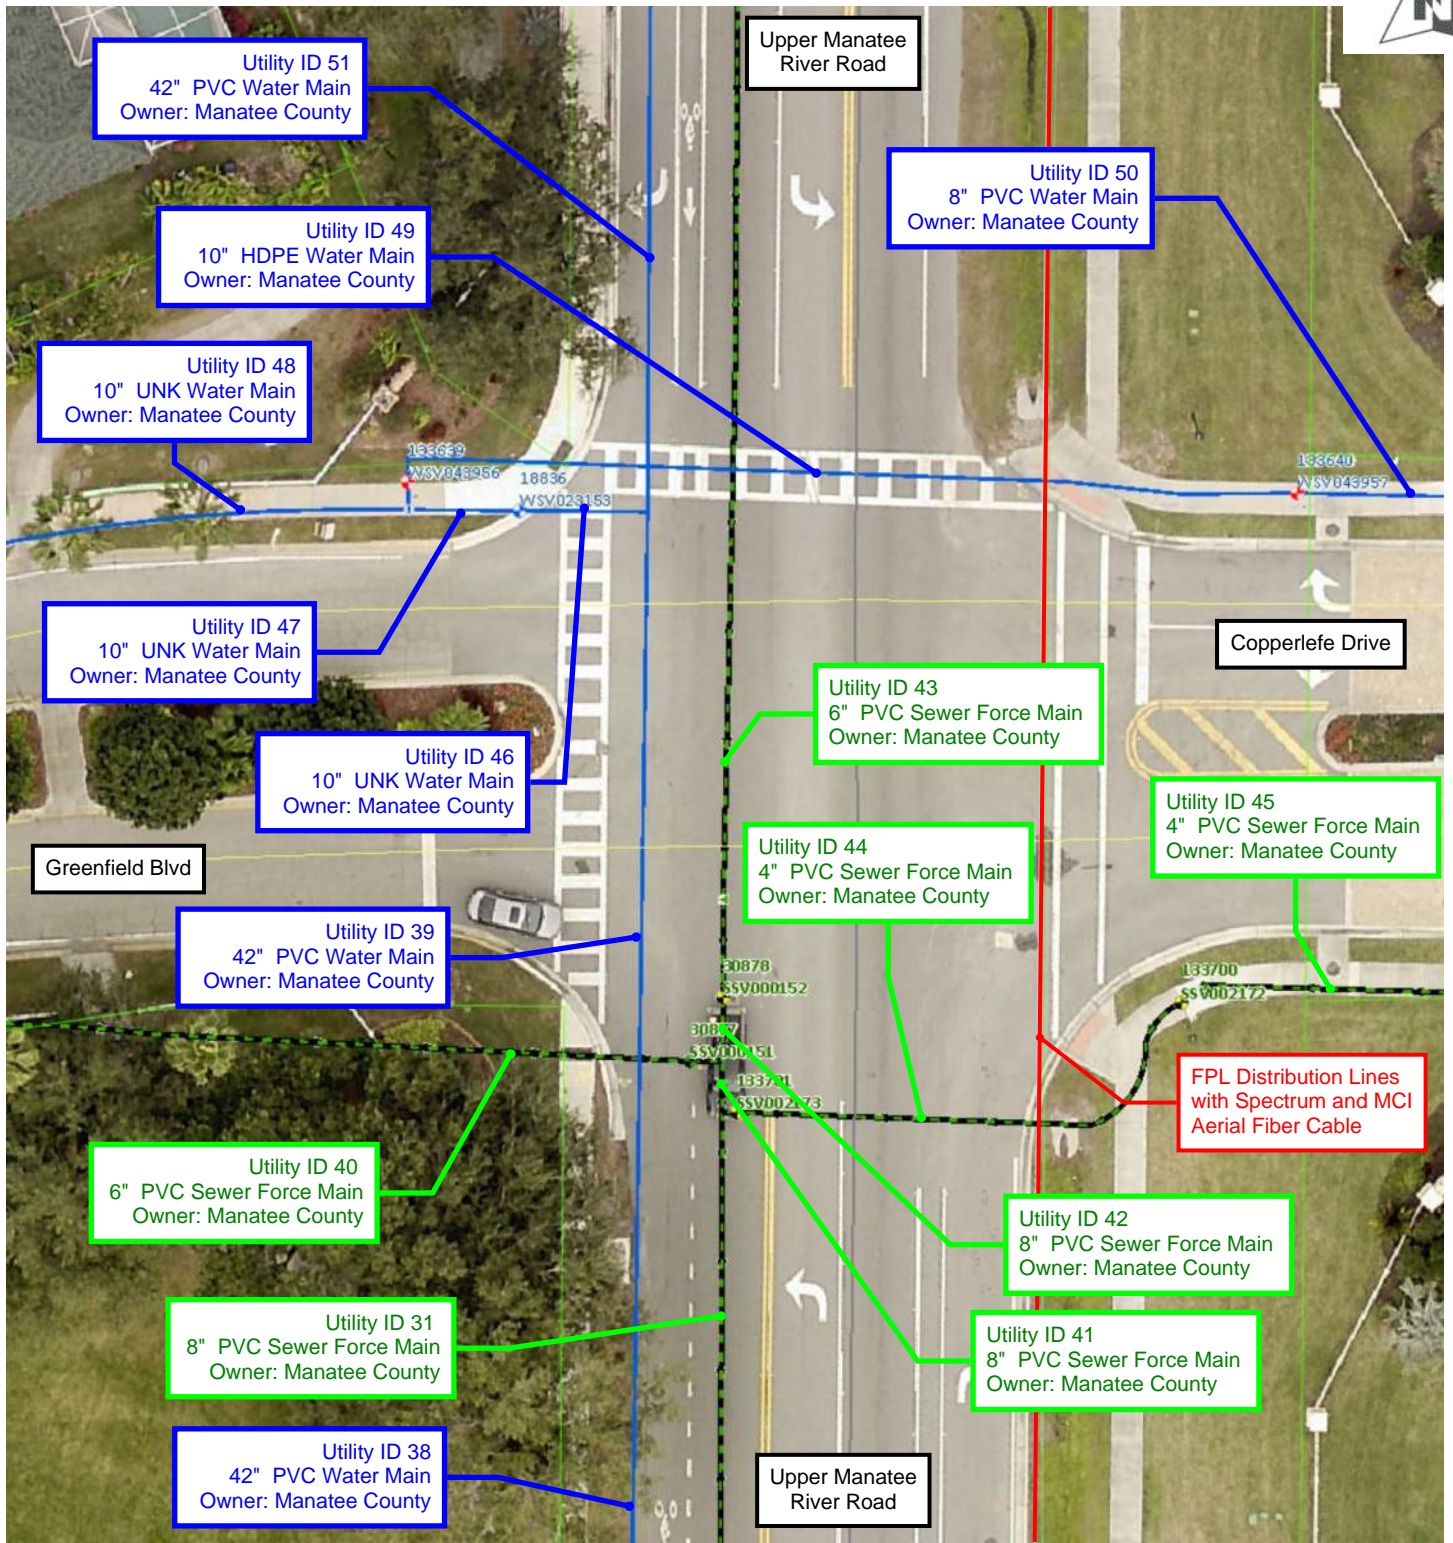 Upper Manatee
River Road
N
Utility ID 51
42" PVC Water Main
Owner: Manatee County
Utility ID 50
8" PVC Water Main
Owner: Manatee County
Utility ID 49
10" HDPE Water Main
Owner: Manatee County
Utility ID 48
10" UNK Water Main
Owner: Manatee County
133639
WSV043956
18836
WSV023153
133640
WSV043957
Utility ID 47
10" UNK Water Main
Owner: Manatee County
Copperlefe Drive
Utility ID 43
6" PVC Sewer Force Main
Owner: Manatee County
Utility ID 46
10" UNK Water Main
Owner: Manatee County
Utility ID 45
4" PVC Sewer Force Main
Owner: Manatee County
Utility ID 44
4" PVC Sewer Force Main
Owner: Manatee County
Greenfield Blvd
Utility ID 39
42" PVC Water Main
Owner: Manatee County
30878
SSV000152
133700
SSV002172
SSV000151
FPL Distribution Lines
with Spectrum and MCI
Aerial Fiber Cable
Utility ID 40
6" PVC Sewer Force Main
Owner: Manatee County
Utility ID 42
8" PVC Sewer Force Main
Owner: Manatee County
Utility ID 31
8" PVC Sewer Force Main
Owner: Manatee County
Utility ID 41
8" PVC Sewer Force Main
Owner: Manatee County
Utility ID 38
42" PVC Water Main
Owner: Manatee County
Upper Manatee
River Road